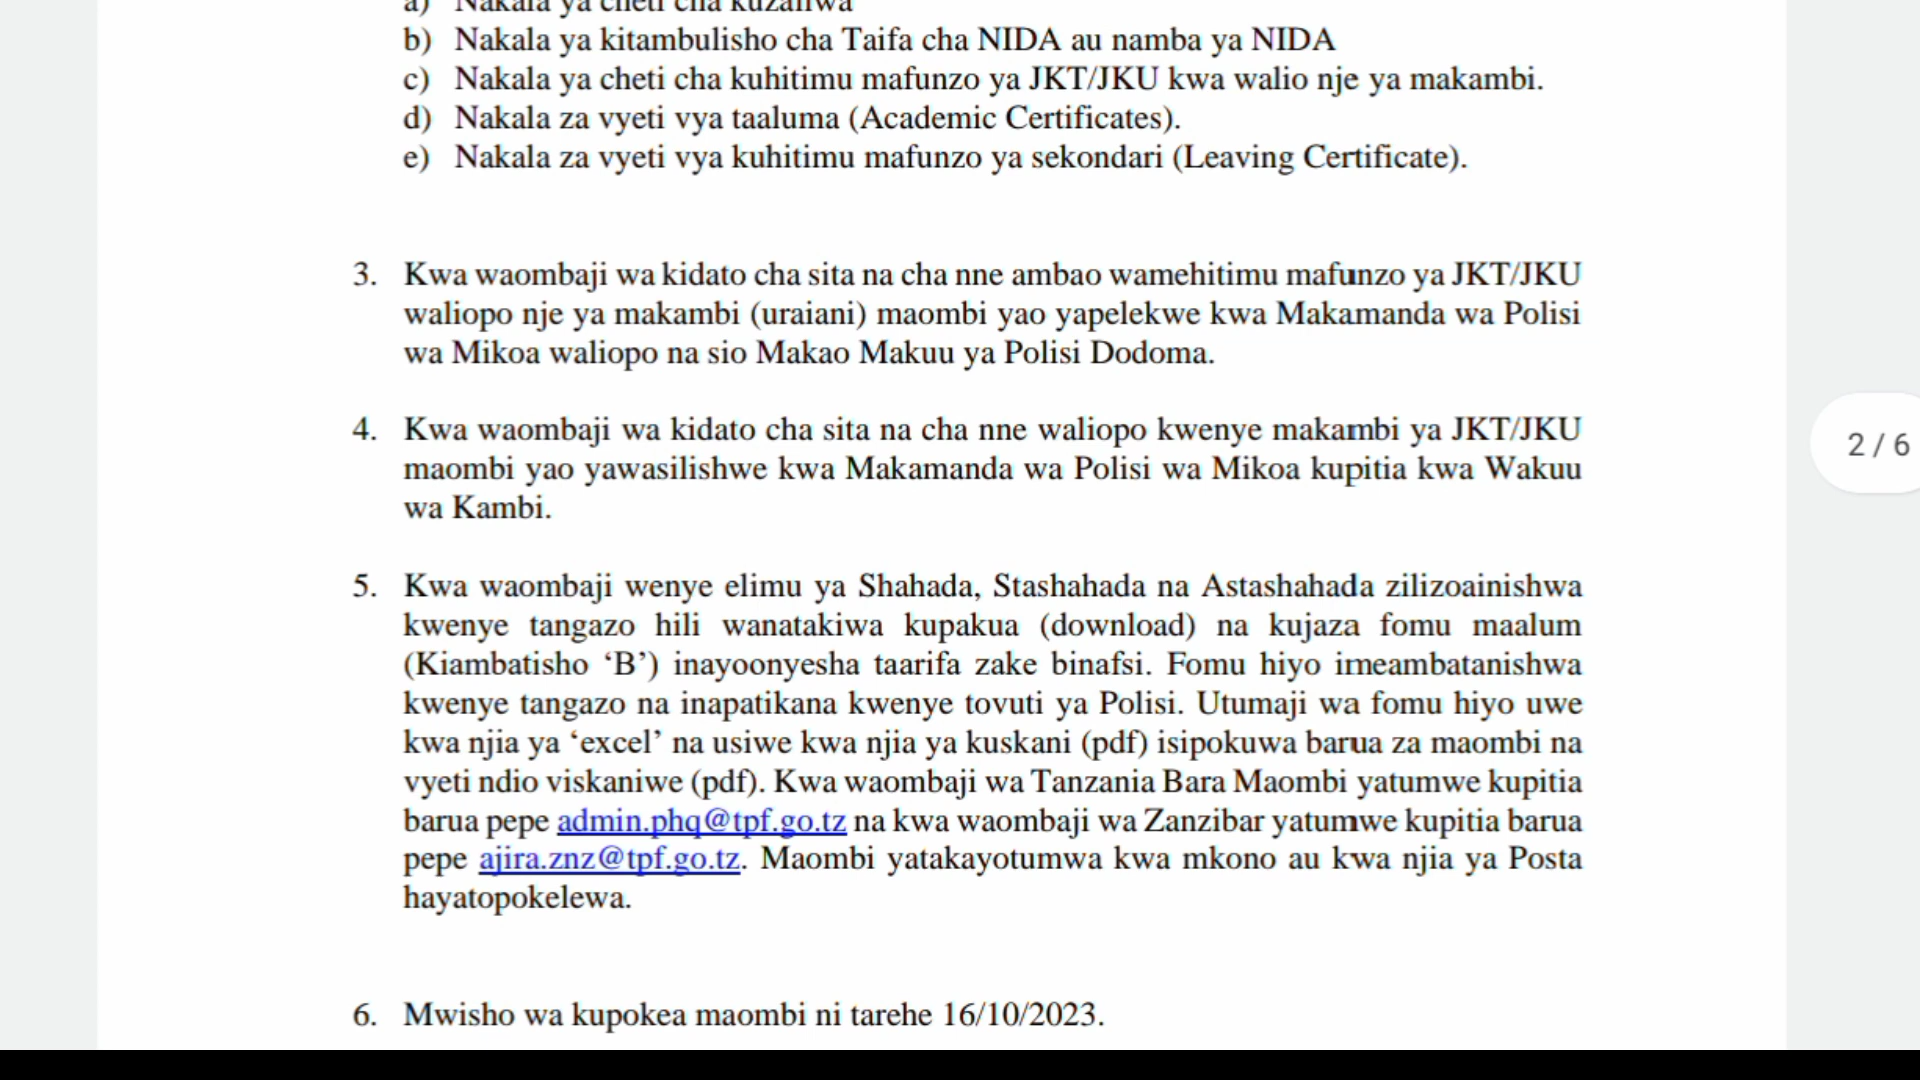 a) Nakala ya cheti cha kuzaliwa
b) Nakala ya kitambulisho cha Taifa cha NIDA au namba ya NIDA
c) Nakala ya cheti cha kuhitimu mafunzo ya JKT/JKU kwa walio nje ya makambi.
d) Nakala za vyeti vya taaluma (Academic Certificates).
e) Nakala za vyeti vya kuhitimu mafunzo ya sekondari (Leaving Certificate).
3. Kwa waombaji wa kidato cha sita na cha nne ambao wamehitimu mafunzo ya JKT/JKU
waliopo nje ya makambi (uraiani) maombi yao yapelekwe kwa Makamanda wa Polisi
wa Mikoa waliopo na sio Makao Makuu ya Polisi Dodoma.
4. Kwa waombaji wa kidato cha sita na cha nne waliopo kwenye makambi ya JKT/JKU
maombi yao yawasilishwe kwa Makamanda wa Polisi wa Mikoa kupitia kwa Wakuu
wa Kambi.
2 / 6
5. Kwa waombaji wenye elimu ya Shahada, Stashahada na Astashahada zilizoainishwa
kwenye tangazo hili wanatakiwa kupakua (download) na kujaza fomu maalum
(Kiambatisho ‘B’) inayoonyesha taarifa zake binafsi. Fomu hiyo imeambatanishwa
kwenye tangazo na inapatikana kwenye tovuti ya Polisi. Utumaji wa fomu hiyo uwe
kwa njia ya ‘excel’ na usiwe kwa njia ya kuskani (pdf) isipokuwa barua za maombi na
vyeti ndio viskaniwe (pdf). Kwa waombaji wa Tanzania Bara Maombi yatumwe kupitia
barua pepe admin.phq@tpf.go.tz na kwa waombaji wa Zanzibar yatumwe kupitia barua
pepe ajira.znz@tpf.go.tz. Maombi yatakayotumwa kwa mkono au kwa njia ya Posta
hayatopokelewa.
6. Mwisho wa kupokea maombi ni tarehe 16/10/2023.